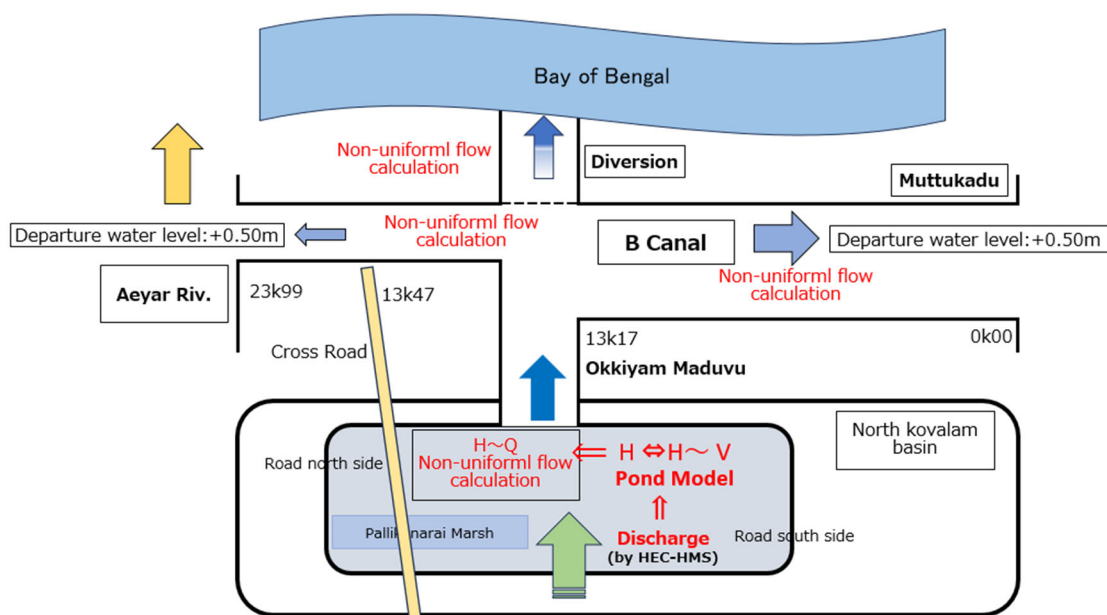 Bay of Bengal
Non-uniforml flow
calculation
Diversion
Muttukadu
Departure water level:+0.50m
Non-uniforml flow
calculation
B Canal
Departure water level:+0.50m
Non-uniforml flow
calculation
Aeyar Riv.
23k99
13k47
Cross Road
13k17
0k00
Okkiyam Maduvu
North kovalam
basin
Road north side
H~Q
Non-uniforml flow
calculation
⇐ H ⇔H~ V
Pond Model
⇑
Discharge
(by HEC-HMS)
Road south side
Marsh